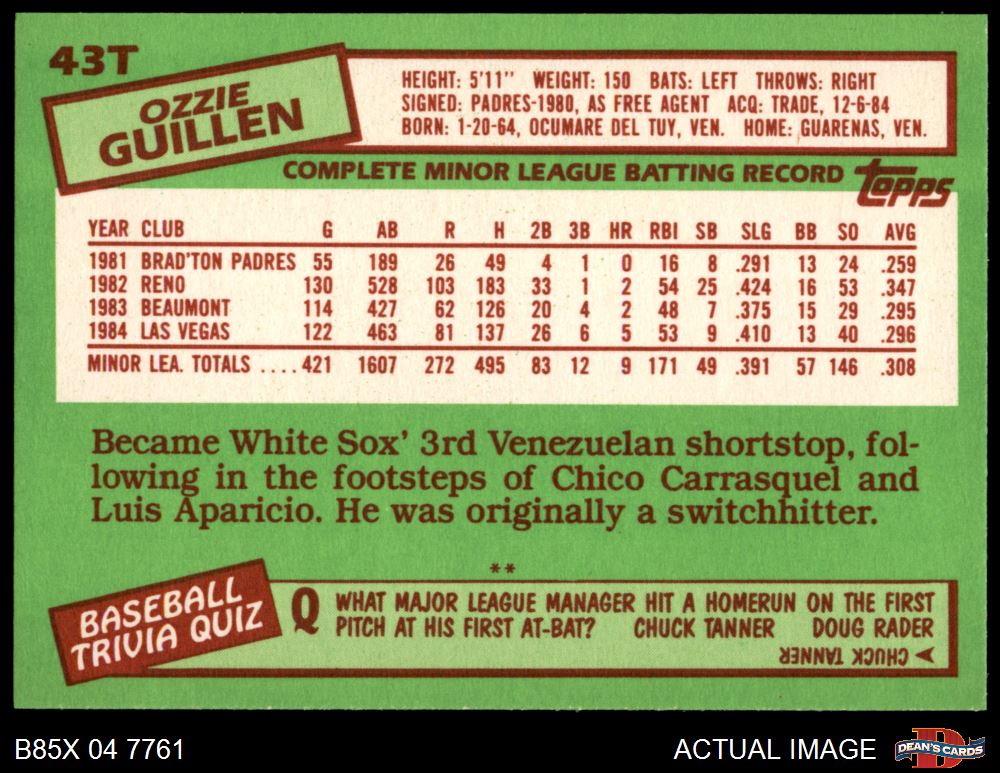 43T
OZZIE
GUILLEN
HEIGHT: 5'11" WEIGHT: 150 BATS: LEFT THROWS: RIGHT
SIGNED: PADRES-1980, AS FREE AGENT ACQ: TRADE, 12-6-84
BORN: 1-20-64, OCUMARE DEL TUY, VEN. HOME: GUARENAS, VEN.
COMPLETE MINOR LEAGUE BATTING RECORD topps
YEAR CLUB G AB R H 2B 3B HR RBI SB SLG BB SO AVG
1981 BRAD'TON PADRES 55 189 26 49 4 1 0 16 8 .291 13 24 .259
1982 RENO 130 528 103 183 33 1 2 54 25 .424 16 53 .347
1983 BEAUMONT 114 427 62 126 20 4 2 48 7 .375 15 29 .295
1984 LAS VEGAS 122 463 81 137 26 6 5 53 9 .410 13 40 .296
MINOR LEA. TOTALS ....421 1607 272 495 83 12 9 171 49 .391 57 146 .308
Became White Sox' 3rd Venezuelan shortstop, fol-
lowing in the footsteps of Chico Carrasquel and
Luis Aparicio. He was originally a switchhitter.
**
BASEBALL
TRIVIA QUIZ
Q WHAT MAJOR LEAGUE MANAGER HIT A HOMERUN ON THE FIRST
PITCH AT HIS FIRST AT-BAT? CHUCK TANNER DOUG RADER
CHUCK TANNER
B85X 04 7761
ACTUAL IMAGE
D
DEAN'S CARDS